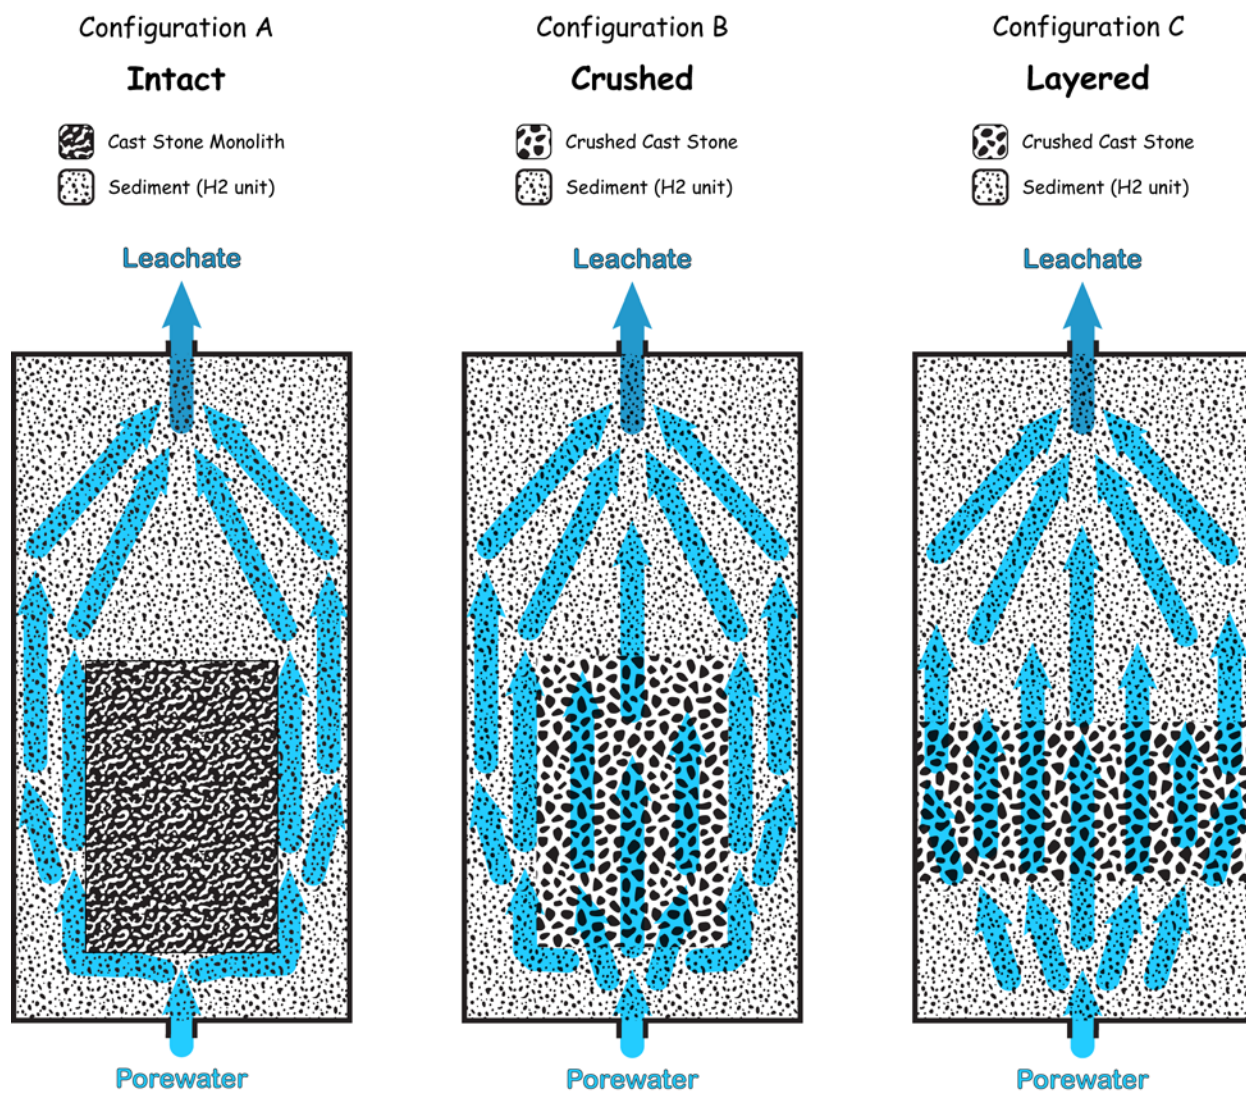 Configuration A
Intact
Cast Stone Monolith
Sediment (H2 unit)
Leachate
Porewater
Configuration B
Crushed
Crushed Cast Stone
Sediment (H2 unit)
Leachate
Porewater
Configuration C
Layered
Crushed Cast Stone
Sediment (H2 unit)
Leachate
Porewater